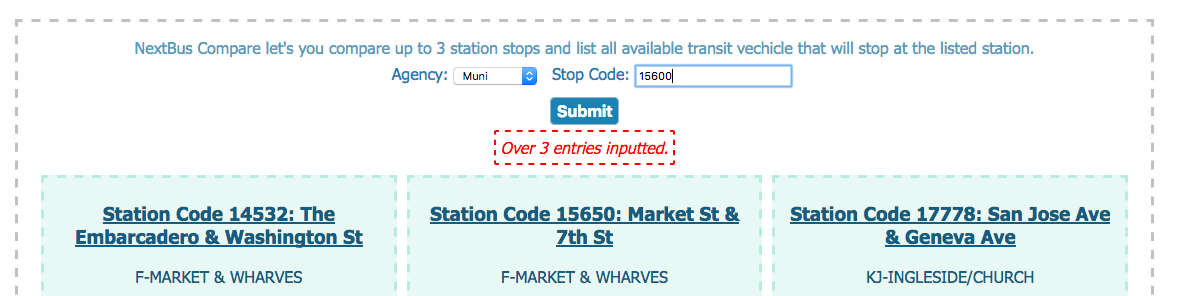 NextBus Compare let's you compare up to 3 station stops and list all available transit vechicle that will stop at the listed station.
Agency: Muni Stop Code: 15600
Submit
Over 3 entries inputted.
Station Code 14532: The
Embarcadero & Washington St
F-MARKET & WHARVES
Station Code 15650: Market St &
7th St
F-MARKET & WHARVES
Station Code 17778: San Jose Ave
& Geneva Ave
KJ-INGLESIDE/CHURCH